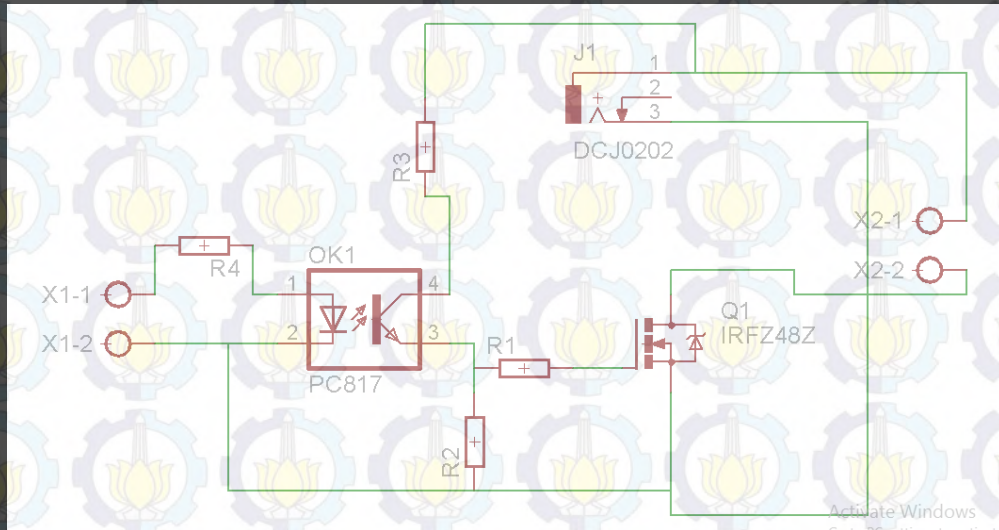 J1
1
2
3
DCJ0202
R3
X2-1
X2-2
R4
OK1
X1-1
1
4
X1-2
2
3
PC817
R1
Q1
IRFZ48Z
R2
Activate Windows